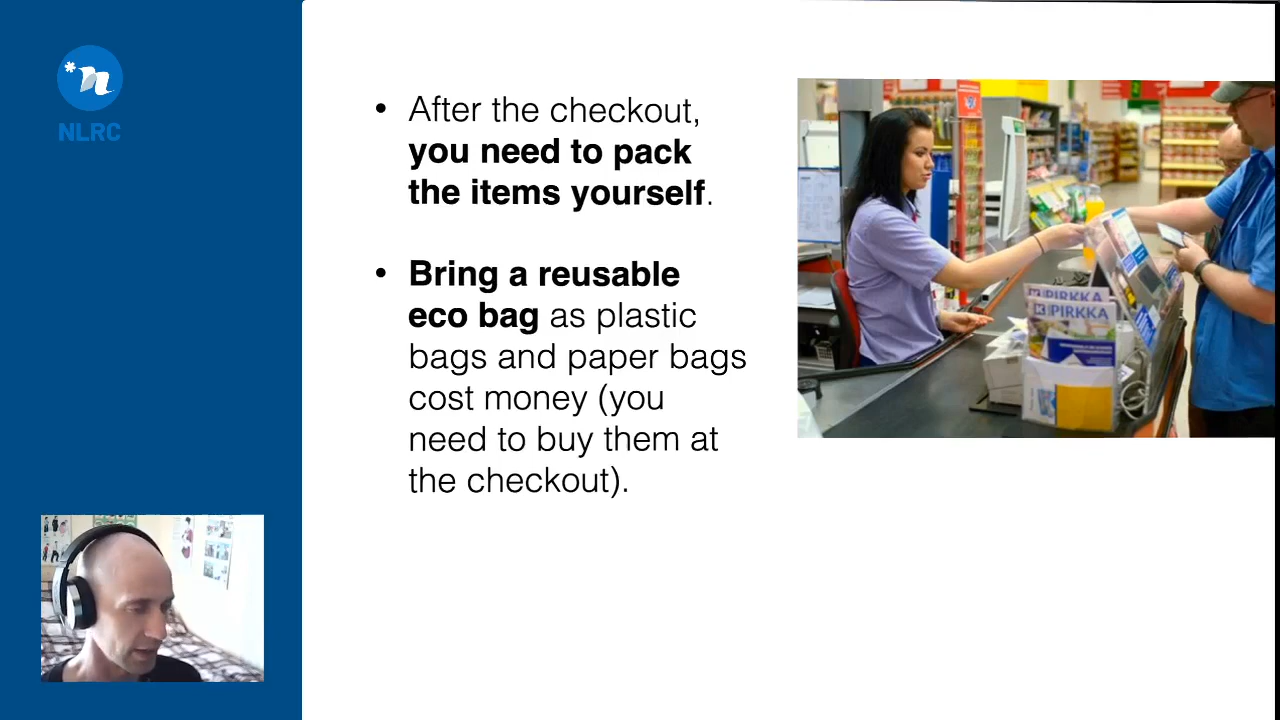 NLRC
• After the checkout,
you need to pack
the items yourself.
• Bring a reusable
eco bag as plastic
bags and paper bags
cost money (you
need to buy them at
the checkout).
K PIRKKA
K PIRKKA